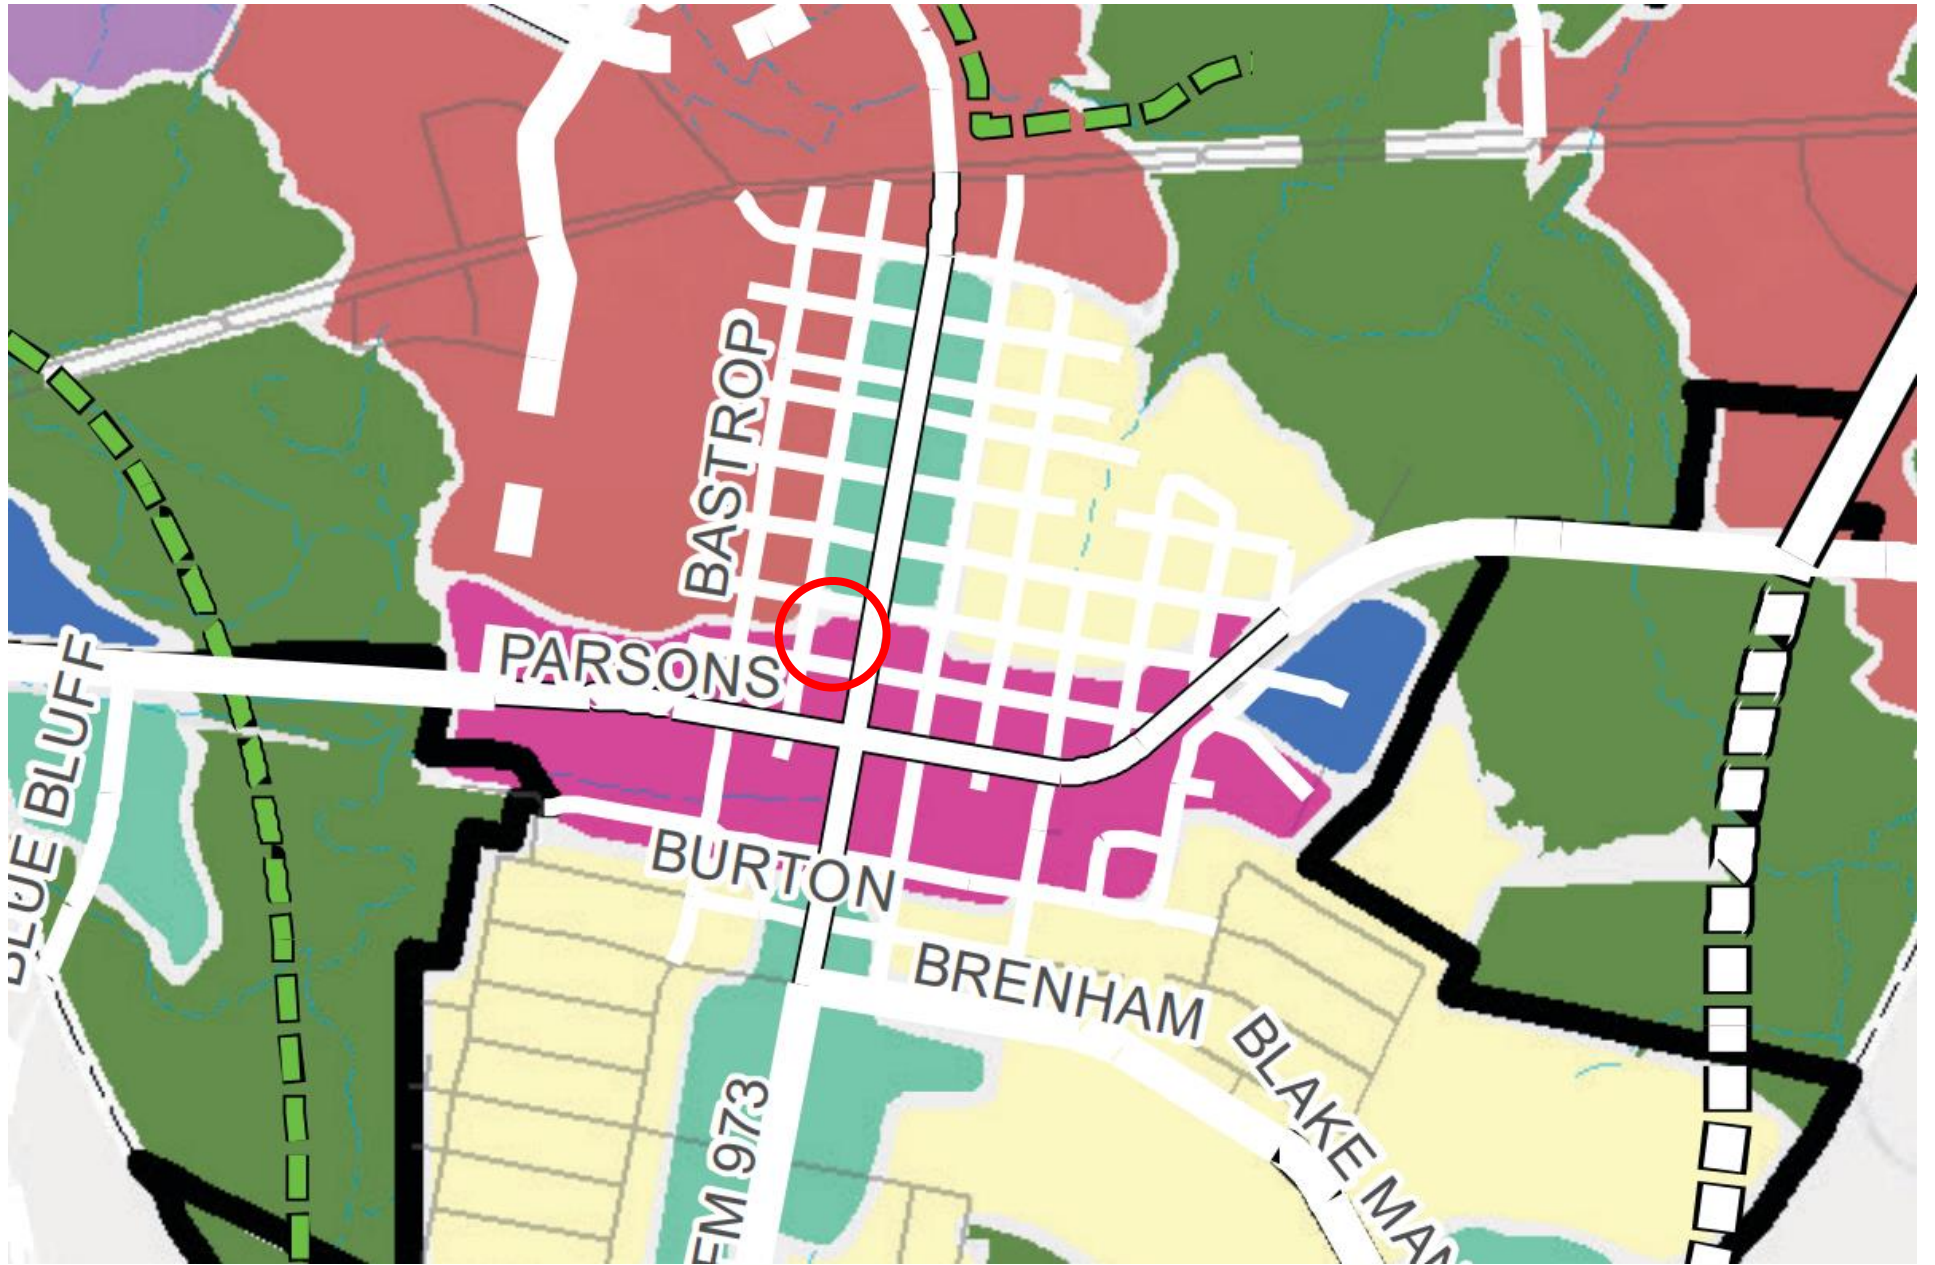 BASTROP
PARSONS
BLUE BLUFF
BURTON
BRENHAM
BLAKE MAN
FM 973